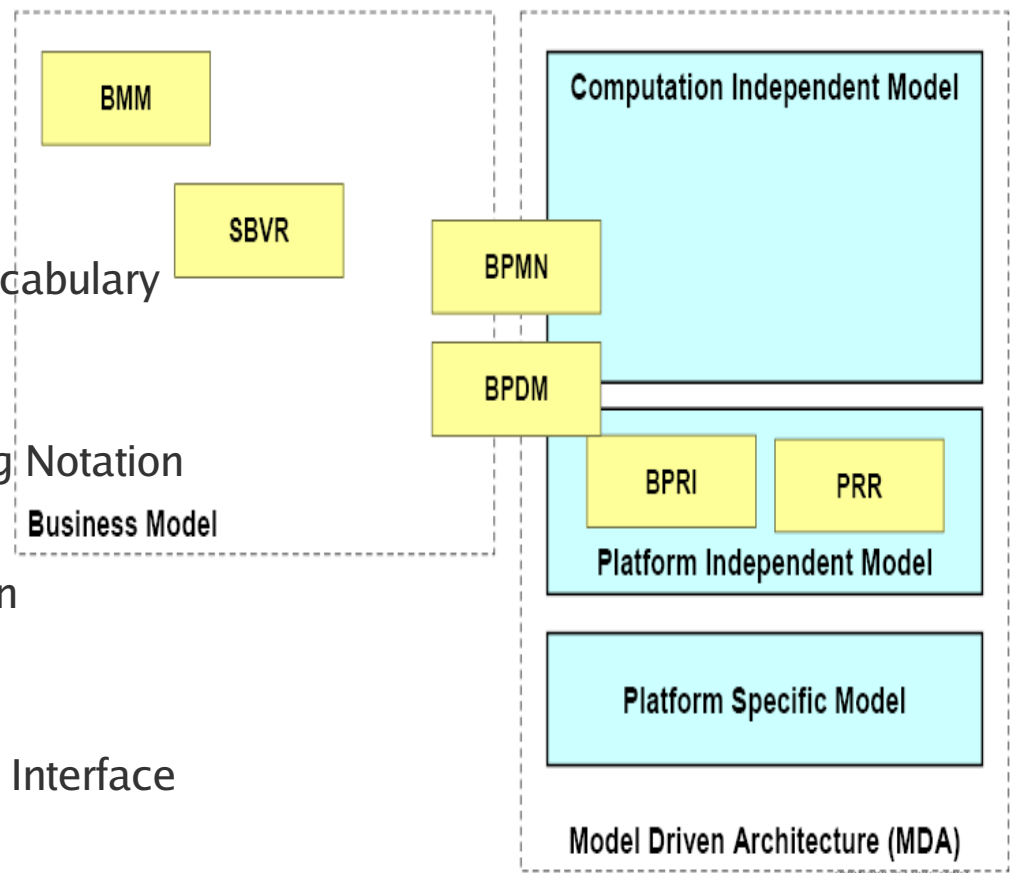 BMM
Computation Independent Model
SBVR
BPMN
cabulary
BPDM
g Notation
BPRI
PRR
Business Model
Platform Independent Model
n
Platform Specific Model
Interface
Model Driven Architecture (MDA)